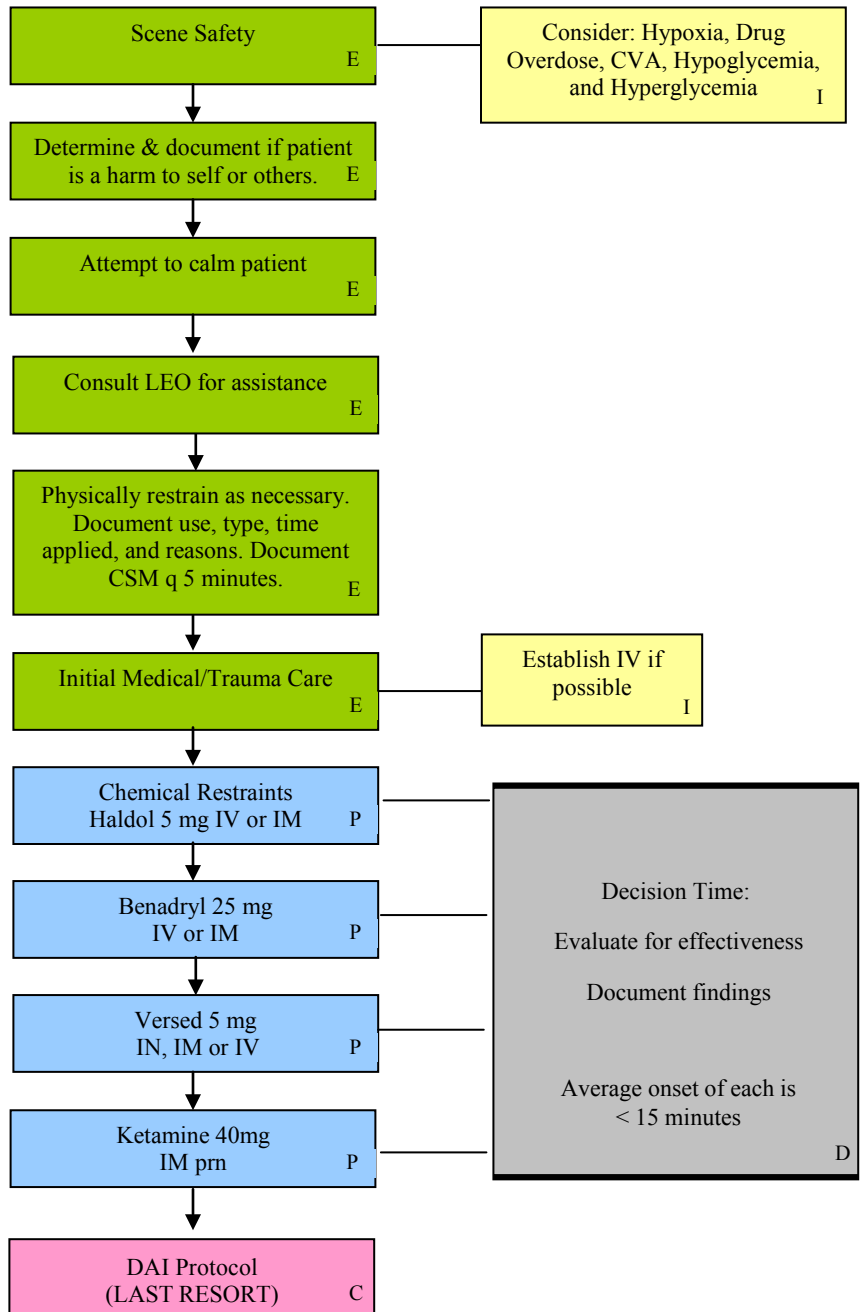 Scene Safety
E
Consider: Hypoxia, Drug
Overdose, CVA, Hypoglycemia,
and Hyperglycemia
I
Determine & document if patient
is a harm to self or others.
E
Attempt to calm patient
E
Consult LEO for assistance
E
Physically restrain as necessary.
Document use, type, time
applied, and reasons. Document
CSM q 5 minutes.
E
Initial Medical/Trauma Care
E
Establish IV if
possible
I
Chemical Restraints
Haldol 5 mg IV or IM
P
Benadryl 25 mg
IV or IM
P
Versed 5 mg
IN, IM or IV
P
Ketamine 40mg
IM prn
P
Decision Time:
Evaluate for effectiveness
Document findings
Average onset of each is
< 15 minutes
D
DAI Protocol
(LAST RESORT)
C